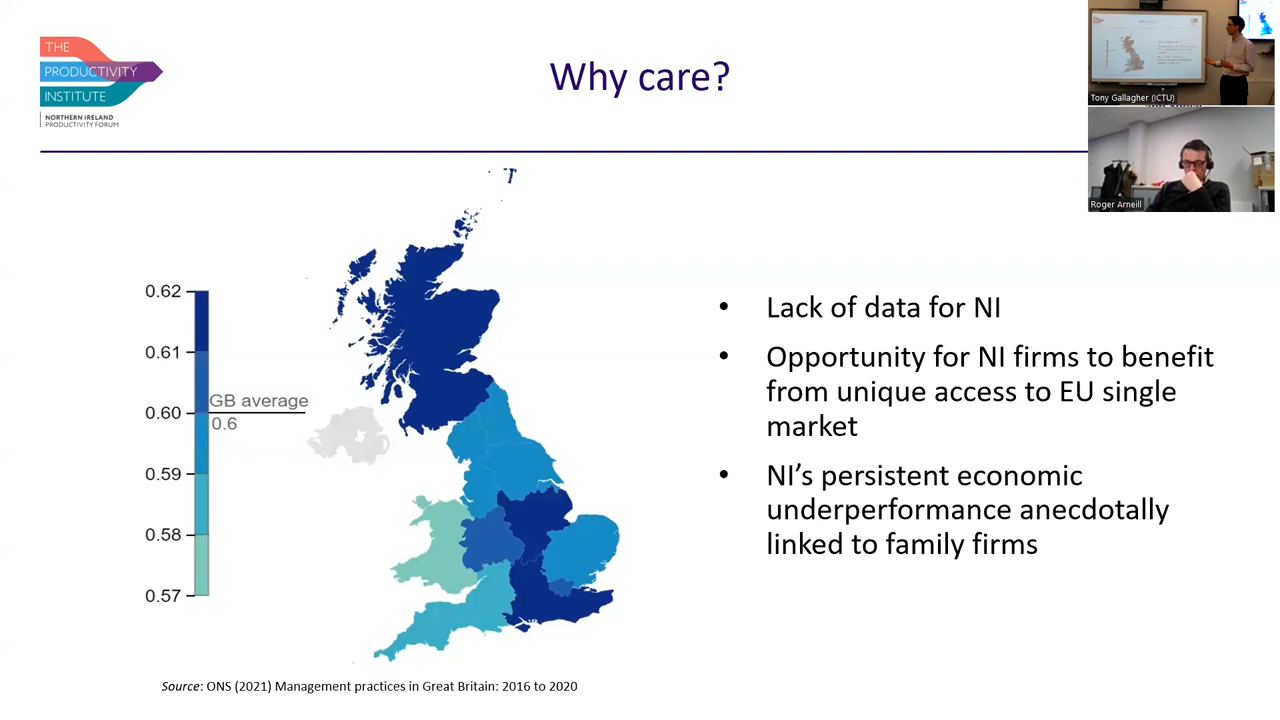 THE
PRODUCTIVITY
INSTITUTE
NORTHERN IRELAND
PRODUCTIVITY FORUM
Why care?
Tony Gallagher (ICTU)
Roger Arneill
0.62
0.61
GB average
0.60
0.6
0.59
0.58
0.57
• Lack of data for NI
• Opportunity for NI firms to benefit
from unique access to EU single
market
• NI’s persistent economic
underperformance anecdotally
linked to family firms
Source: ONS (2021) Management practices in Great Britain: 2016 to 2020